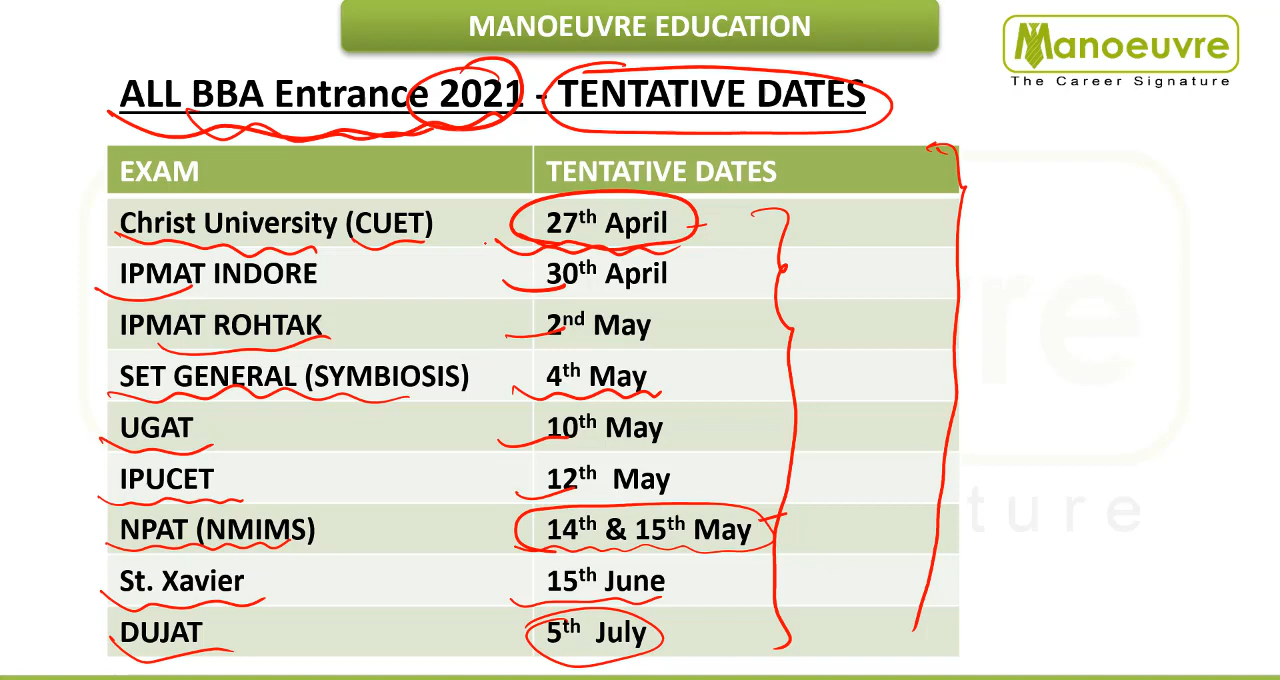 MANOEUVRE EDUCATION
Manoeuvre
The Career Signature
ALL BBA Entrance 2021 - TENTATIVE DATES
EXAM TENTATIVE DATES
Christ University (CUET) 27th April
IPMAT INDORE 30th April
IPMAT ROHTAK 2nd May
SET GENERAL (SYMBIOSIS) 4th May
UGAT 10th May
IPUCET 12th May
NPAT (NMIMS) 14th & 15th May
St. Xavier 15th June
DUJAT 5th July